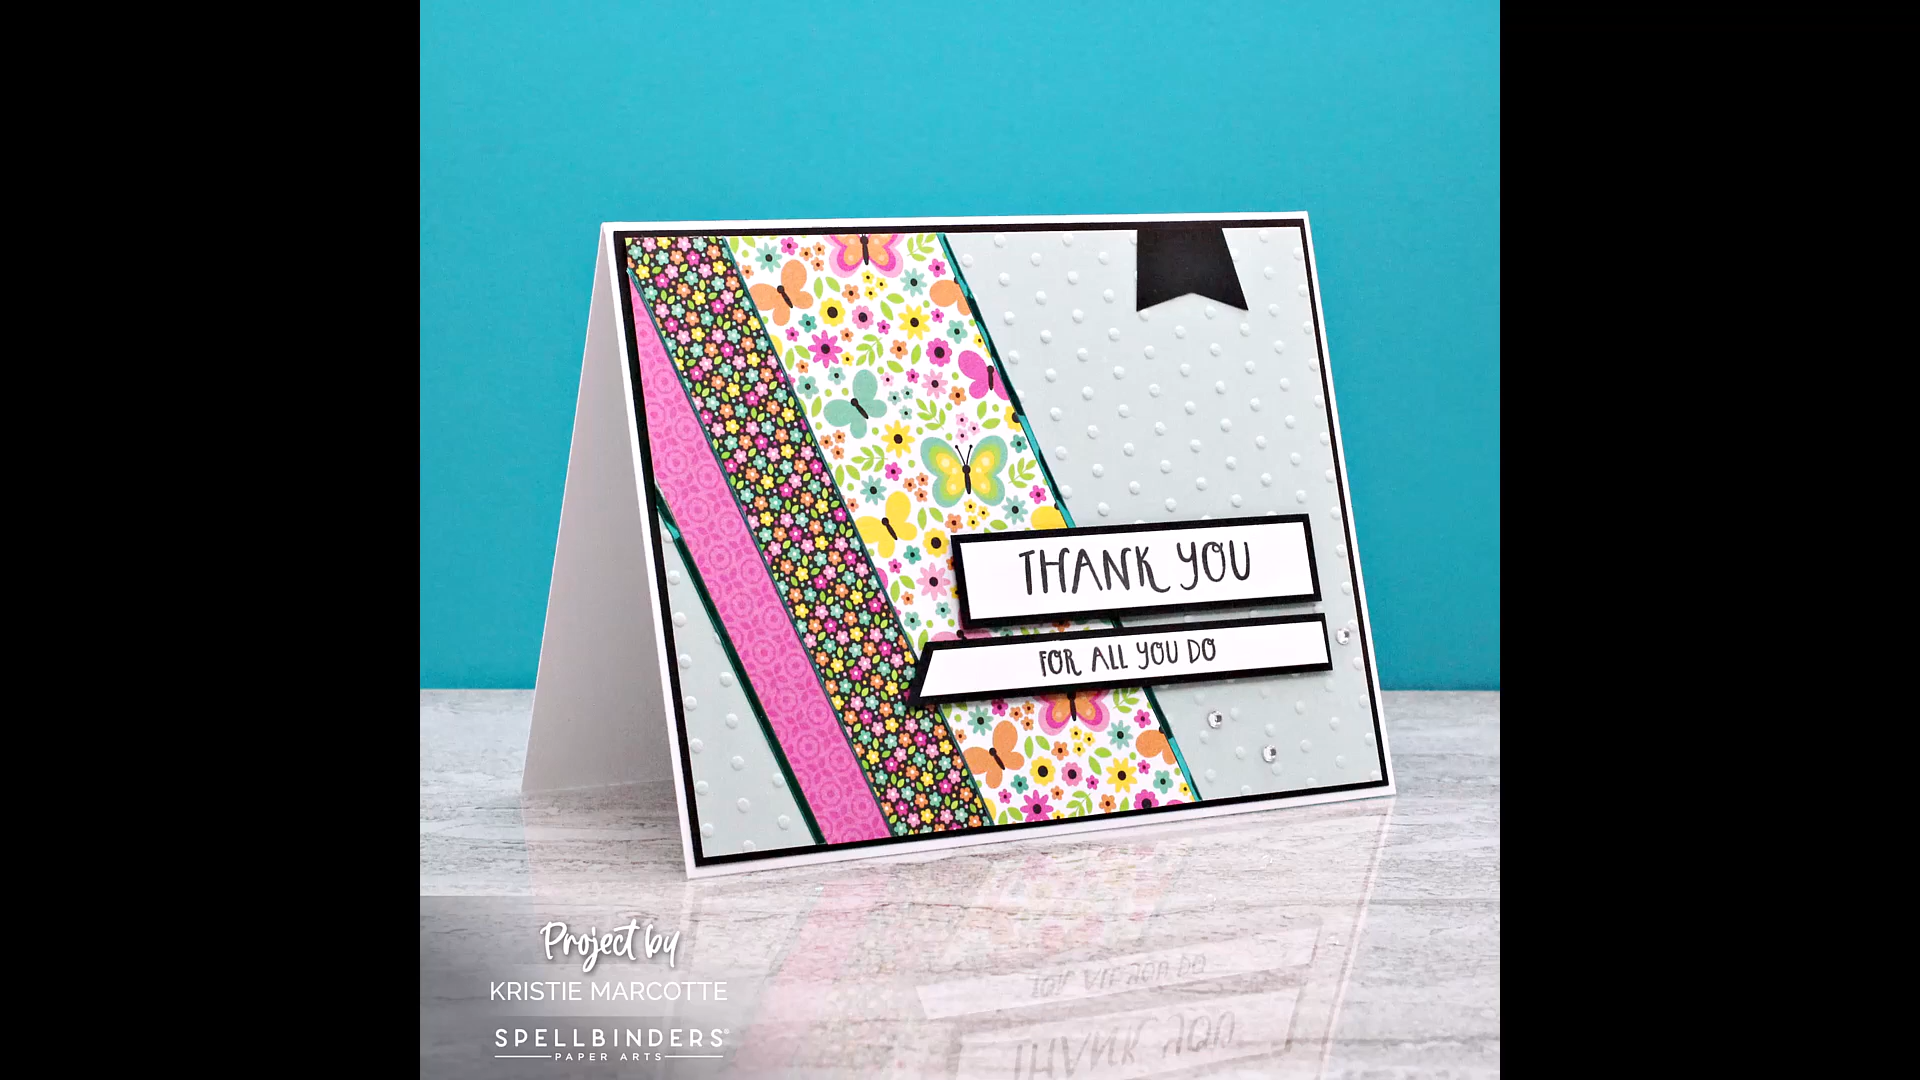 THANK YOU
FOR ALL YOU DO
Project by
KRISTIE MARCOTTE
SPELLBINDERS®
PAPER ARTS